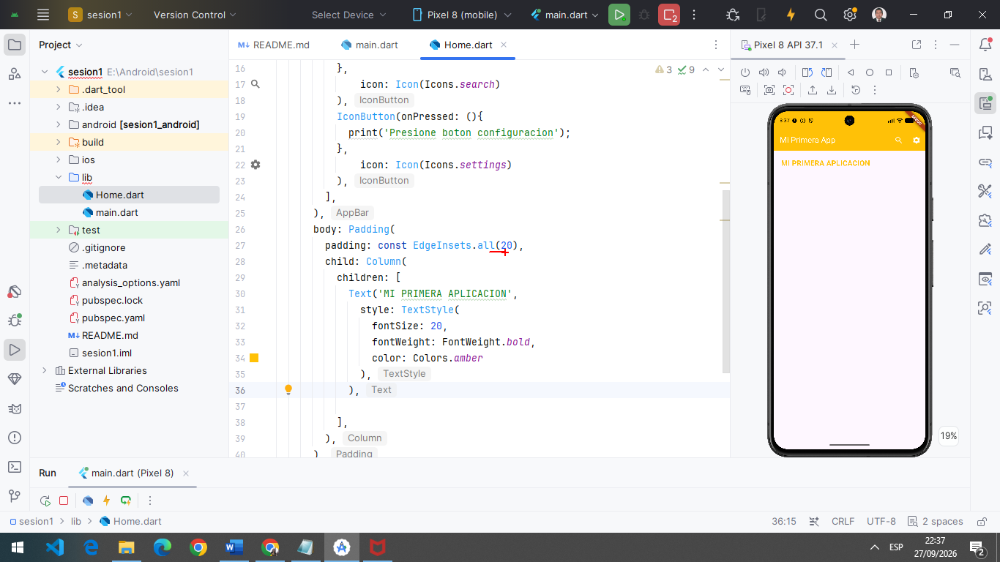 S sesion1 Version Control Select Device Pixel 8 (mobile) main.dart 2
Project
README.md main.dart Home.dart
Pixel 8 API 37.1
sesion1 E:\Android\sesion1
.dart_tool
.idea
android [sesion1_android]
build
ios
lib
Home.dart
main.dart
test
.gitignore
.metadata
analysis_options.yaml
pubspec.lock
pubspec.yaml
README.md
sesion1.iml
External Libraries
Scratches and Consoles
3 9
16 },
17 icon: Icon(Icons.search)
18 ), IconButton
19 IconButton(onPressed: (){
20 print('Presione boton configuracion');
21 },
22 icon: Icon(Icons.settings)
23 ), IconButton
24 ],
25 ), AppBar
26 body: Padding(
27 padding: const EdgeInsets.all(20),
28 child: Column(
29 children: [
30 Text('MI PRIMERA APLICACION',
31 style: TextStyle(
32 fontSize: 20,
33 fontWeight: FontWeight.bold,
34 color: Colors.amber
35 ), TextStyle
36 ), Text
37
38 ],
39 ), Column
40 ) Padding
8:37
Mi Primera App
MI PRIMERA APLICACION
19%
Run main.dart (Pixel 8)
sesion1 > lib > Home.dart
36:15 CRLF UTF-8 2 spaces
ESP
22:37
27/09/2026
2